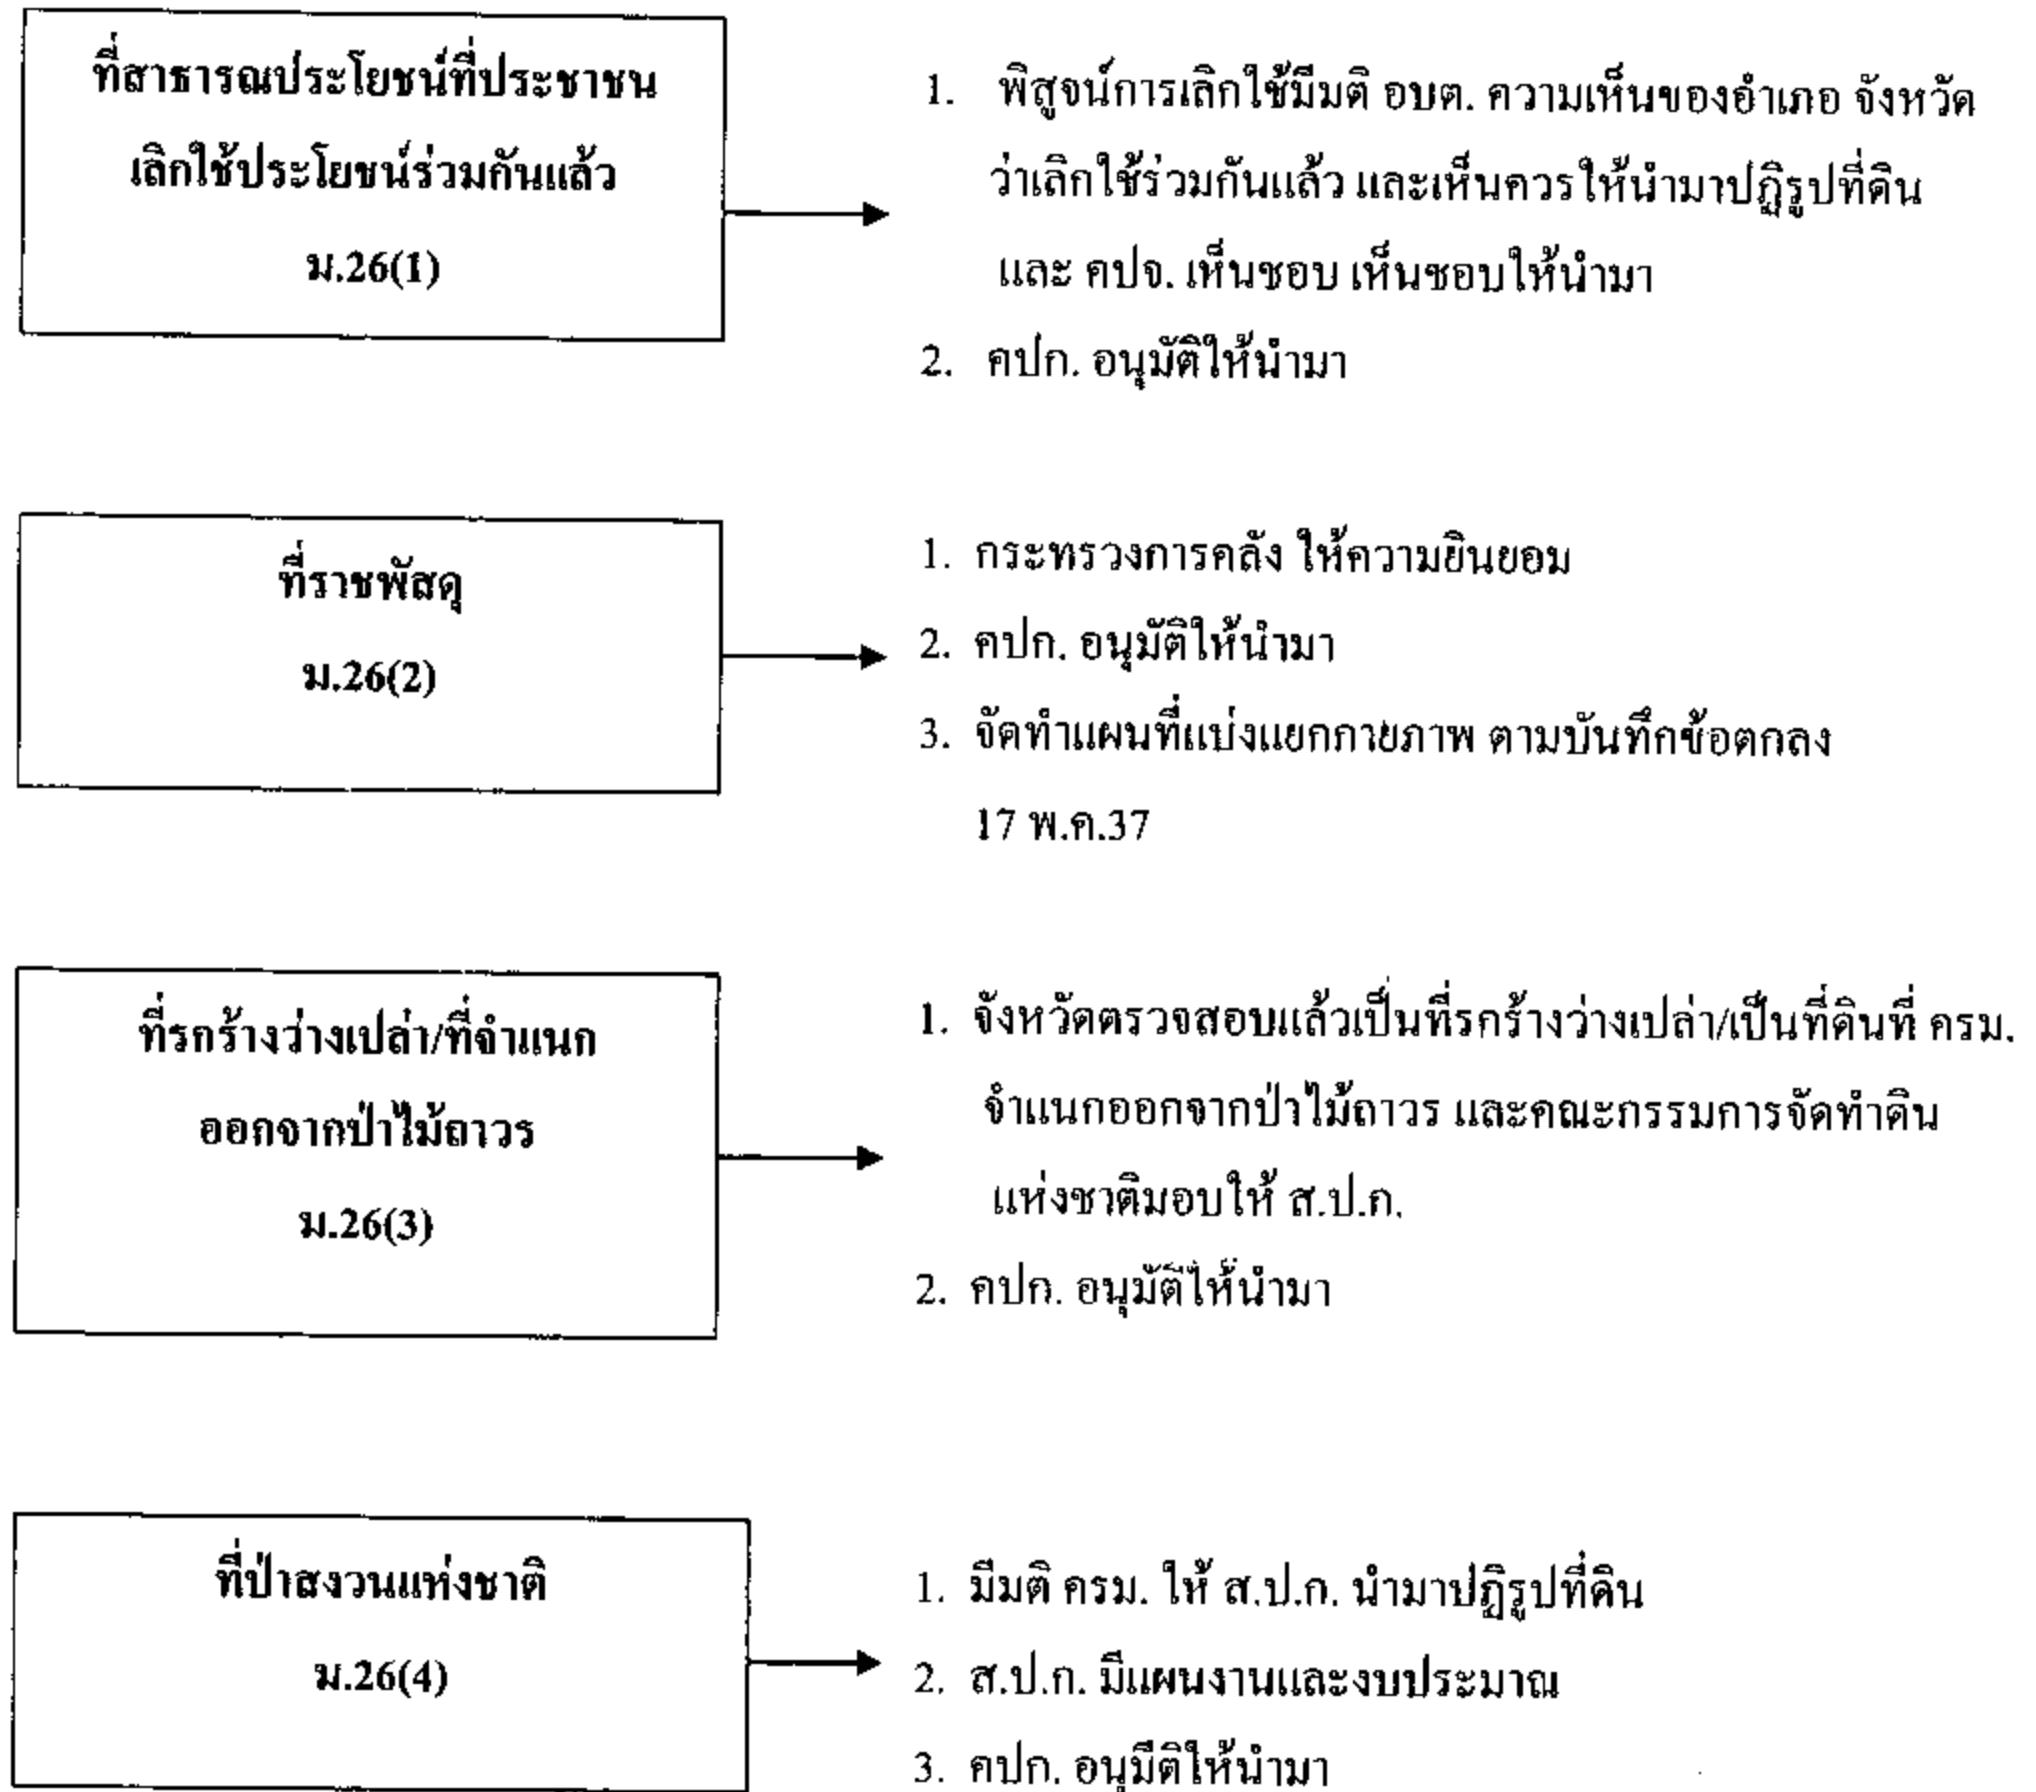 ที่สาธารณประโยชน์ที่ประชาชน
เลิกใช้ประโยชน์ร่วมกันแล้ว
ม.26(1)
1. พิสูจน์การเลิกใช้มีมติ อบต. ความเห็นของอำเภอ จังหวัด
ว่าเลิกใช้ร่วมกันแล้ว และเห็นควรให้นำมาปฏิรูปที่ดิน
และ คปจ. เห็นชอบ เห็นชอบให้นำมา
2. คปก. อนุมัติให้นำมา
ที่ราชพัสดุ
ม.26(2)
1. กระทรวงการคลัง ให้ความยินยอม
2. คปก. อนุมัติให้นำมา
3. จัดทำแผนที่แบ่งแยกกายภาพ ตามบันทึกข้อตกลง
17 พ.ค.37
ที่รกร้างว่างเปล่า/ที่จำแนก
ออกจากป่าไม้ถาวร
ม.26(3)
1. จังหวัดตรวจสอบแล้วเป็นที่รกร้างว่างเปล่า/เป็นที่ดินที่ ครม.
จำแนกออกจากป่าไม้ถาวร และคณะกรรมการจัดทำดิน
แห่งชาติมอบให้ ส.ป.ก.
2. คปก. อนุมัติให้นำมา
ที่ป่าสงวนแห่งชาติ
ม.26(4)
1. มีมติ ครม. ให้ ส.ป.ก. นำมาปฏิรูปที่ดิน
2. ส.ป.ก. มีแผนงานและงบประมาณ
3. คปก. อนุมีติให้นำมา